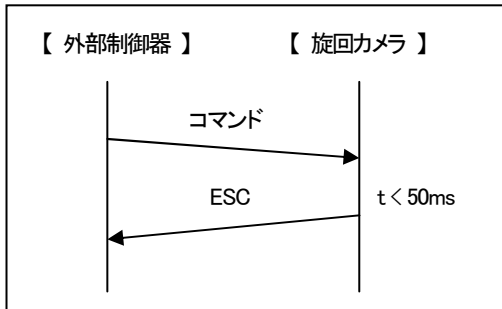 【 外部制御器 】 【 旋回カメラ 】
コマンド
ESC t<50ms